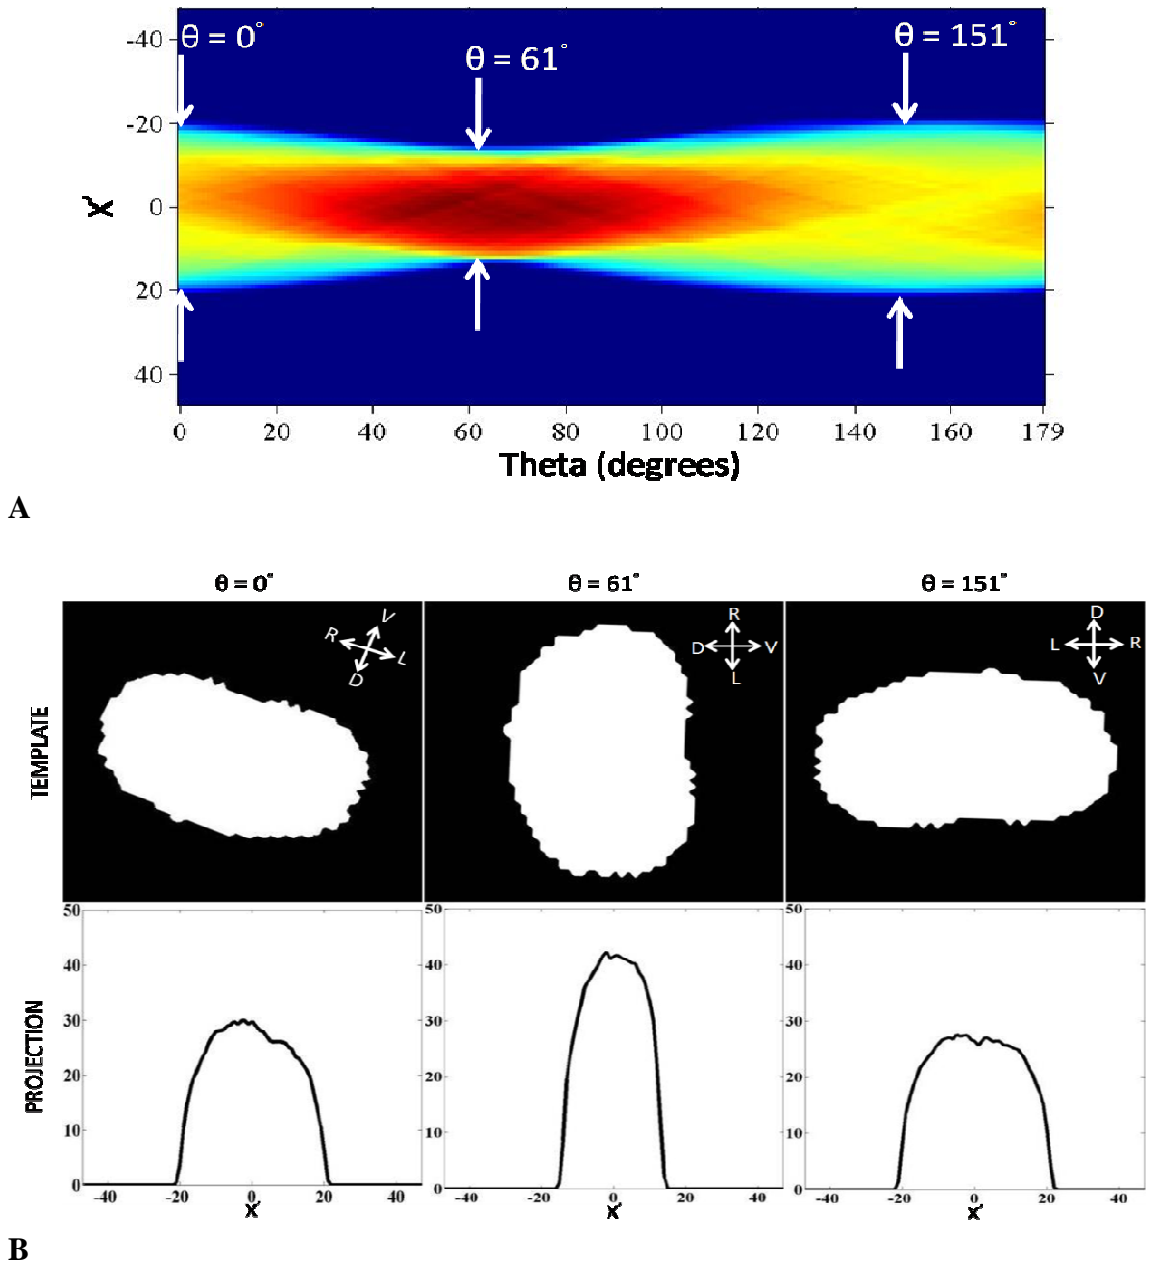 θ = 0°
θ = 61°
θ = 151°
-40
-20
0
20
40
X'
0 20 40 60 80 100 120 140 160 179
Theta (degrees)
A
θ = 0° θ = 61° θ = 151°
TEMPLATE
V
R
L
D
R
D V
L
D
L R
V
PROJECTION
50
40
30
20
10
0
-40 -20 0 20 40
X'
50
40
30
20
10
0
-40 -20 0 20 40
X'
50
40
30
20
10
0
-40 -20 0 20 40
X'
B